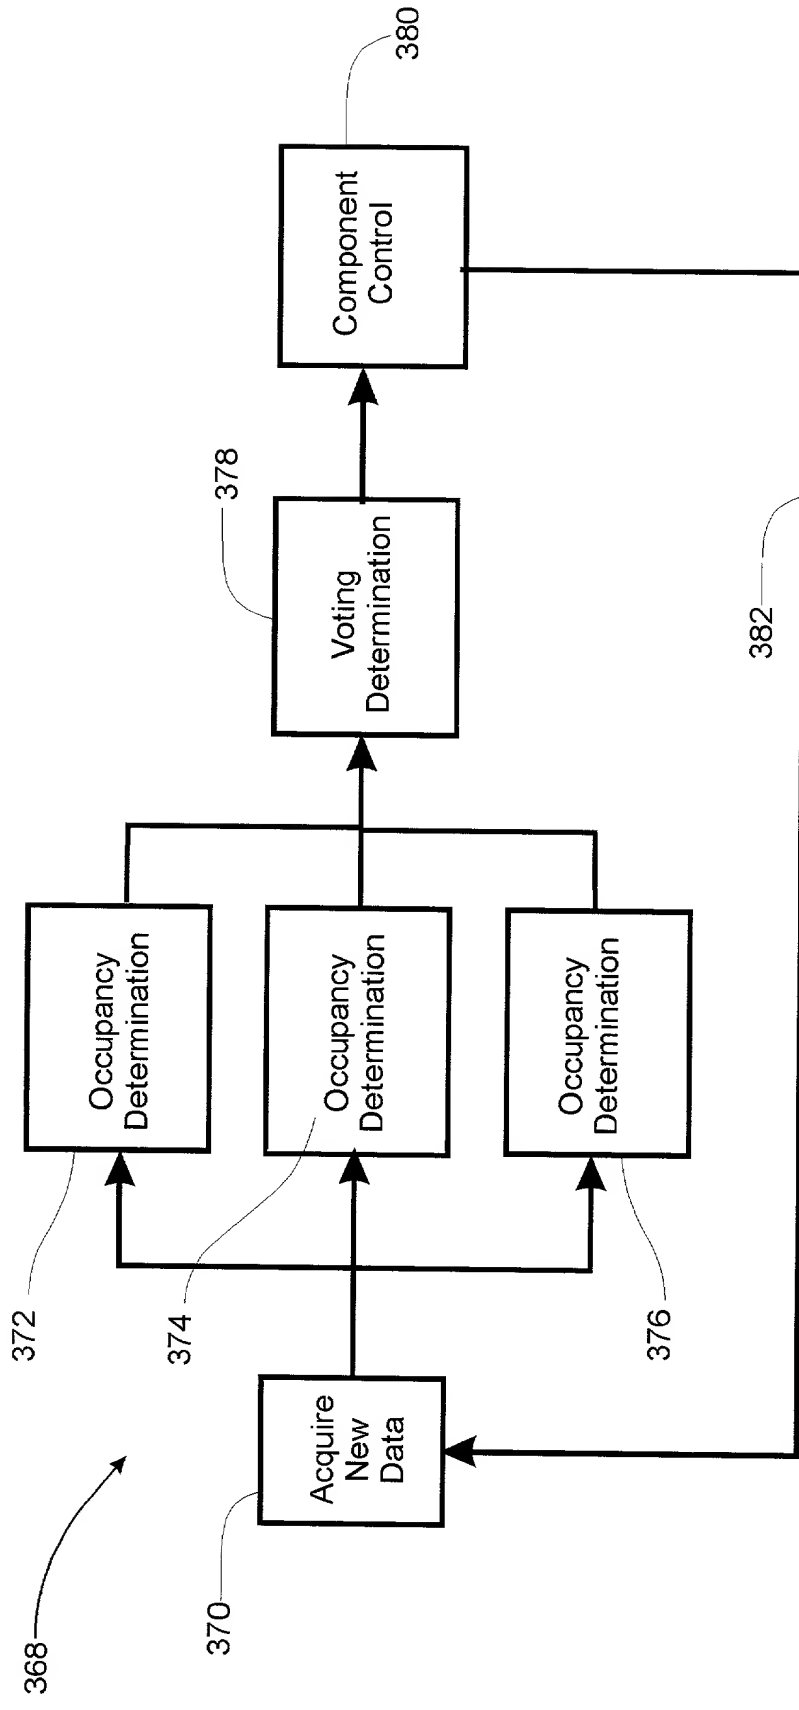 368
370
Acquire
New
Data
372
Occupancy
Determination
374
Occupancy
Determination
376
Occupancy
Determination
378
Voting
Determination
380
Component
Control
382